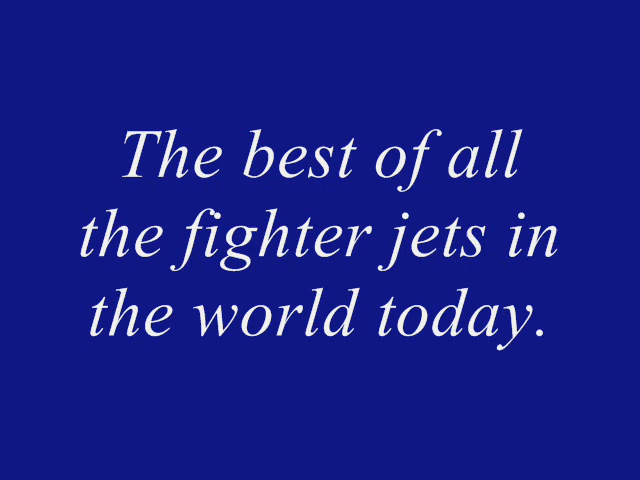 The best of all
the fighter jets in
the world today.